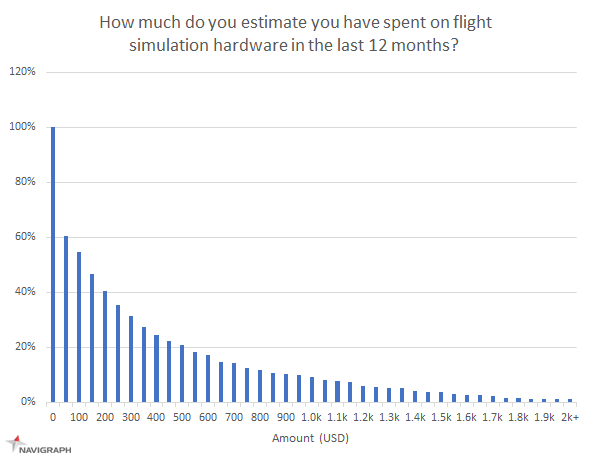 How much do you estimate you have spent on flight
simulation hardware in the last 12 months?
120%
100%
80%
60%
40%
20%
0%
0 100 200 300 400 500 600 700 800 900 1.0k 1.1k 1.2k 1.3k 1.4k 1.5k 1.6k 1.7k 1.8k 1.9k 2k+
Amount (USD)
NAVIGRAPH